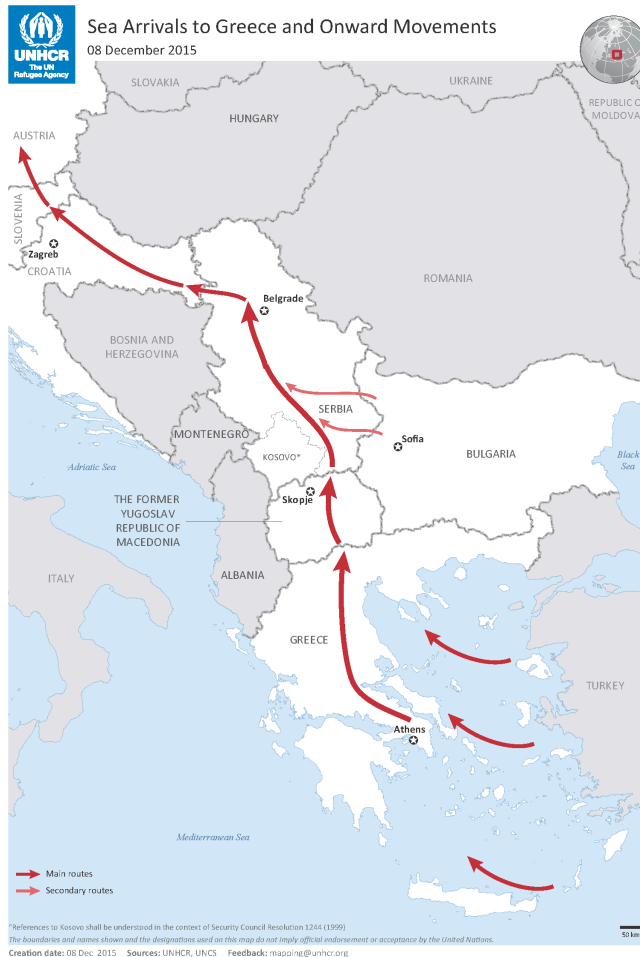 UNHCR
The UN
Refugee Agency
Sea Arrivals to Greece and Onward Movements
08 December 2015
SLOVAKIA
UKRAINE
REPUBLIC O
MOLDOVA
HUNGARY
AUSTRIA
SLOVENIA
Zagreb
CROATIA
ROMANIA
Belgrade
BOSNIA AND
HERZEGOVINA
SERBIA
MONTENEGRO
Sofia
KOSOVO*
BULGARIA
Black
Sea
Adriatic Sea
Skopje
THE FORMER
YUGOSLAV
REPUBLIC OF
MACEDONIA
ITALY
ALBANIA
GREECE
TURKEY
Athens
Mediterranean Sea
Main routes
Secondary routes
*References to Kosovo shall be understood in the context of Security Council Resolution 1244 (1999)
The boundaries and names shown and the designations used on this map do not imply official endorsement or acceptance by the United Nations.
50 km
Creation date: 08 Dec 2015 Sources: UNHCR, UNCS Feedback: mapping@unhcr.org